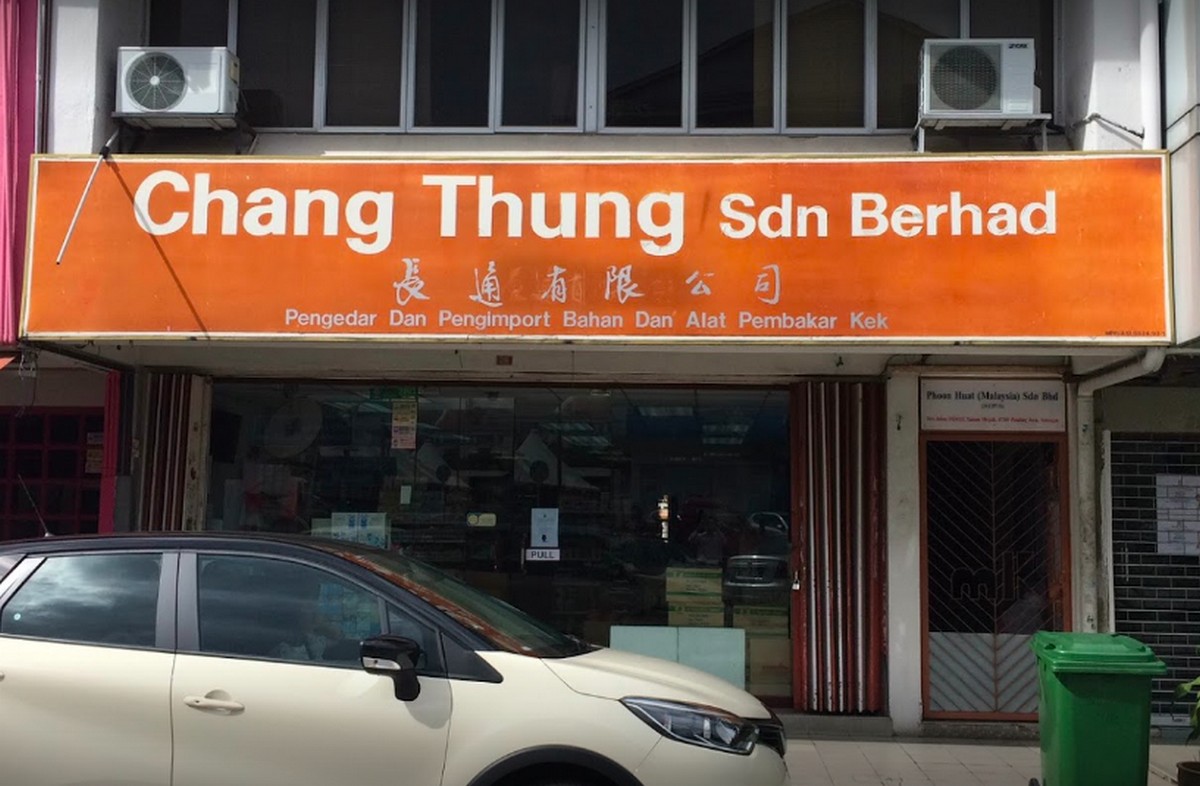 Chang Thung Sdn Berhad
長通有限公司
Pengedar Dan Pengimport Bahan Dan Alat Pembakar Kek
Phoon Huat (Malaysia) Sdn Bhd
PULL